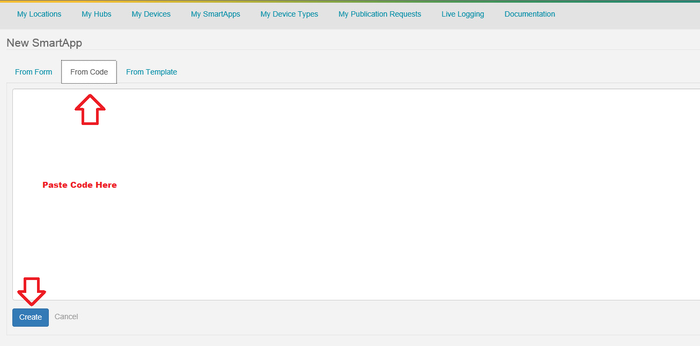 My Locations My Hubs My Devices My SmartApps My Device Types My Publication Requests Live Logging Documentation
New SmartApp
From Form From Code From Template
Paste Code Here
Create Cancel